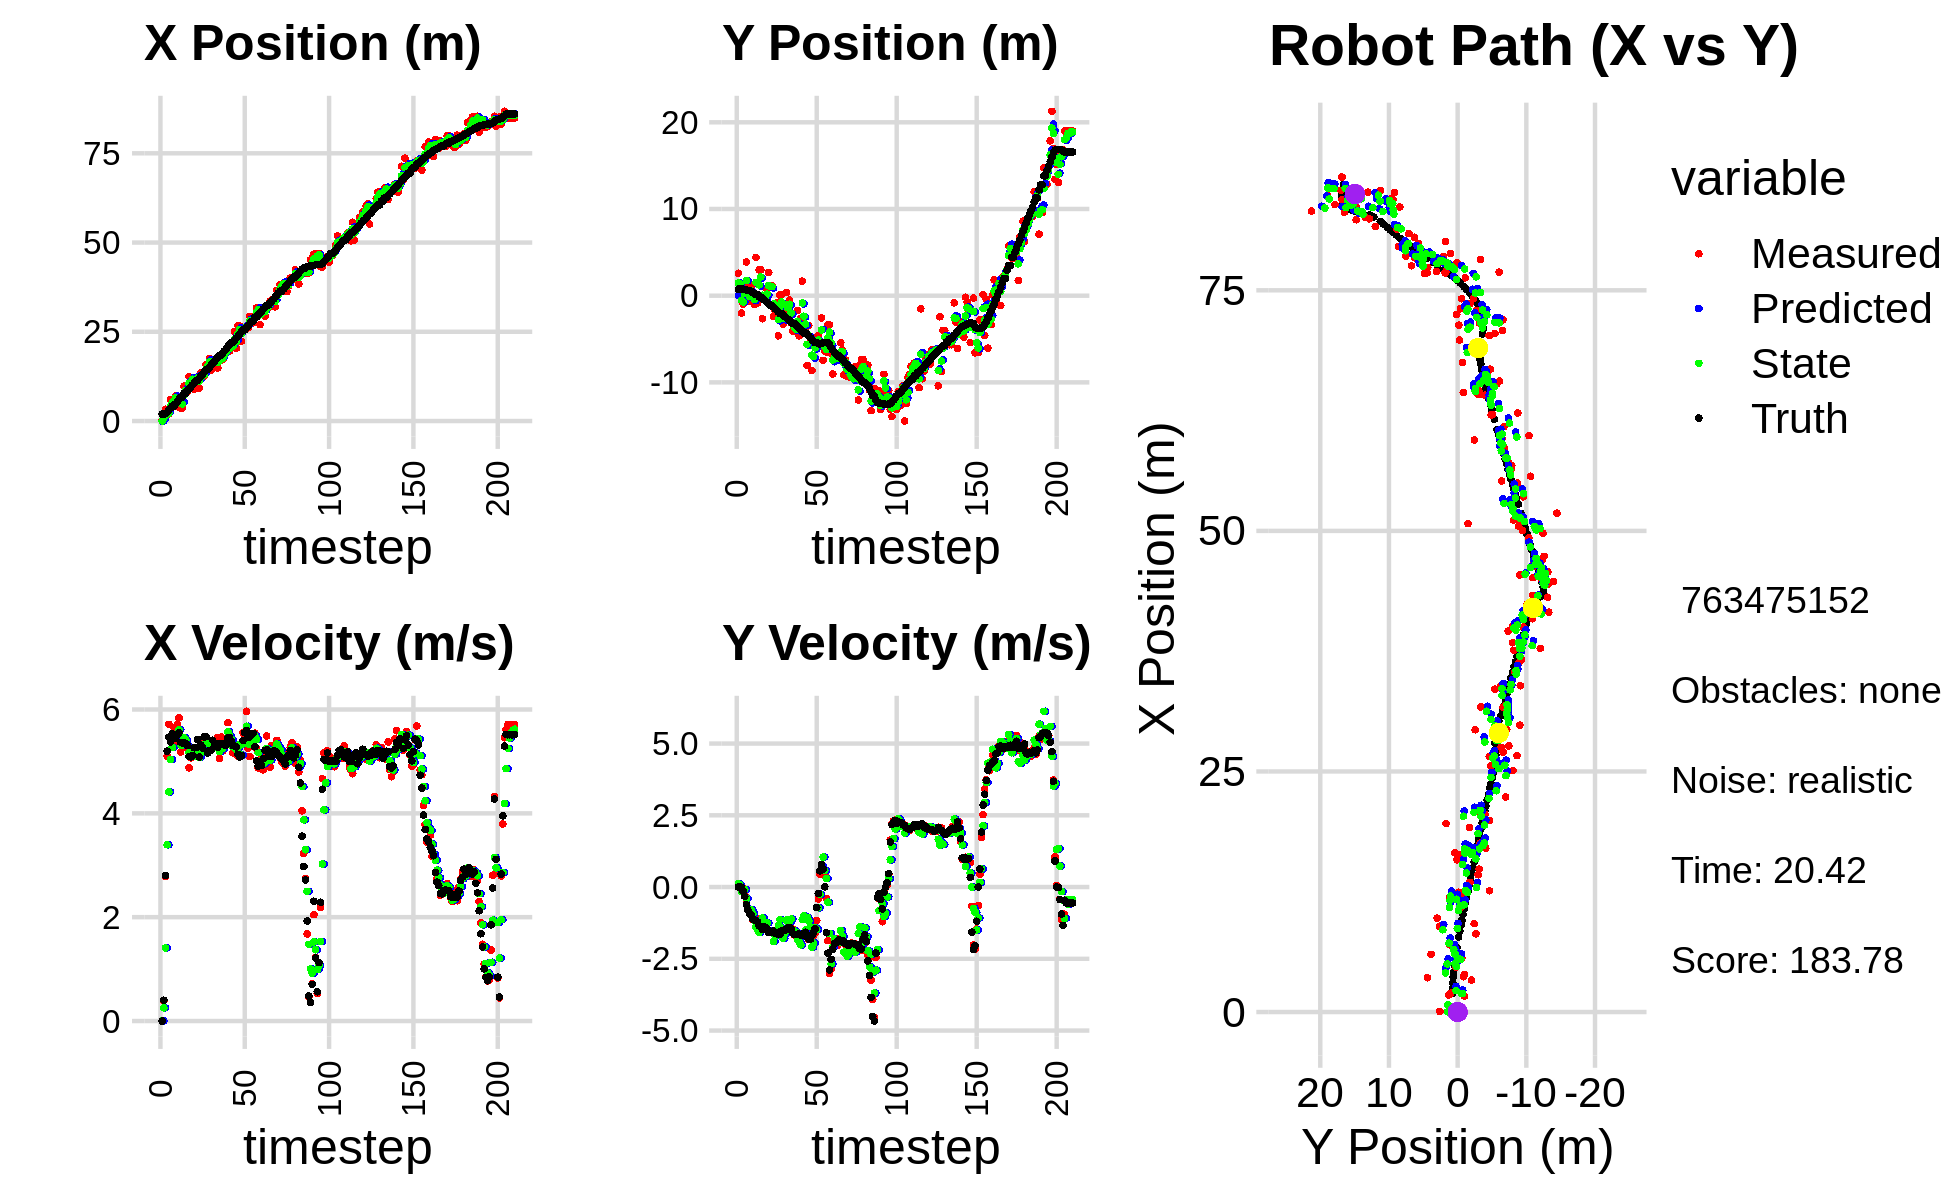 X Position (m)
75
50
25
0
0
50
100
150
200
timestep
Y Position (m)
20
10
0
-10
0
50
100
150
200
timestep
X Velocity (m/s)
6
4
2
0
0
50
100
150
200
timestep
Y Velocity (m/s)
5.0
2.5
0.0
-2.5
-5.0
0
50
100
150
200
timestep
Robot Path (X vs Y)
X Position (m)
75
50
25
0
20 10 0 -10 -20
Y Position (m)
variable
Measured
Predicted
State
Truth
763475152
Obstacles: none
Noise: realistic
Time: 20.42
Score: 183.78